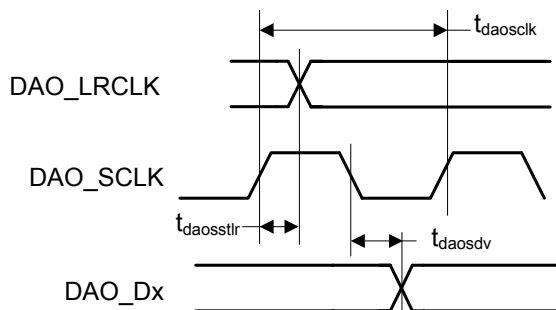 t_daosclk
DAO_LRCLK
DAO_SCLK
t_daosstlr
t_daosdv
DAO_Dx